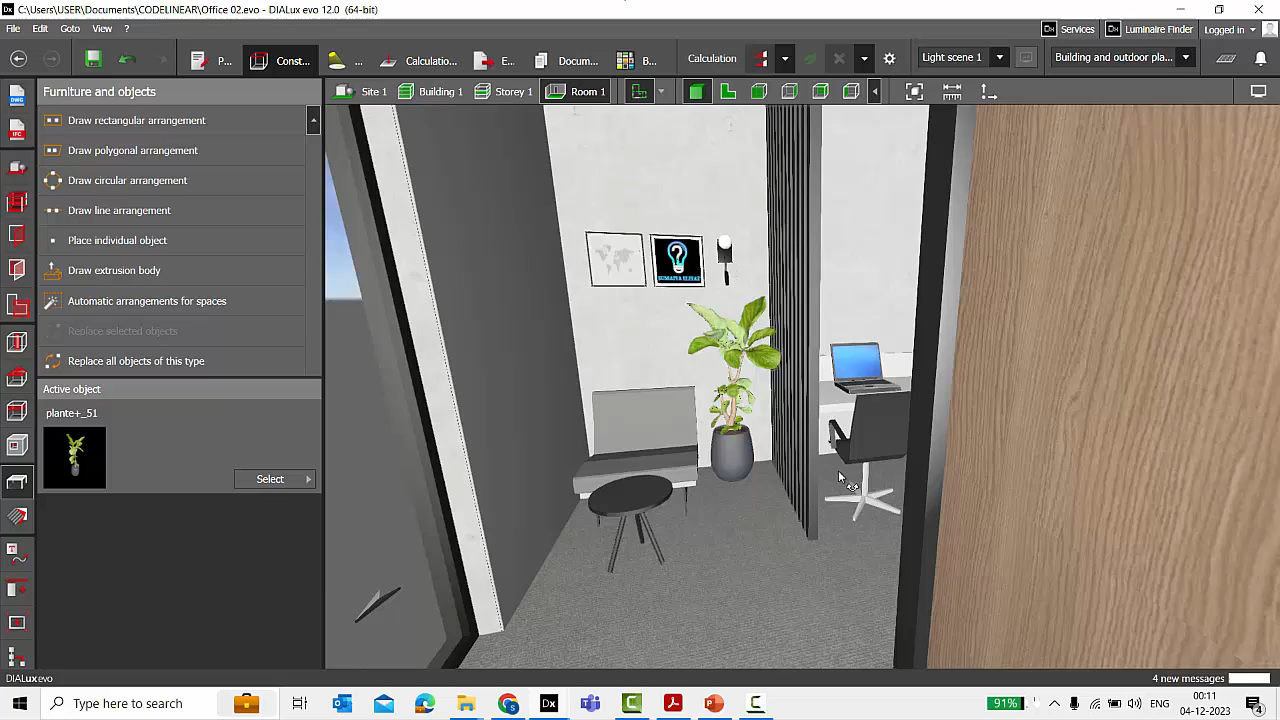 C:\Users\USER\Documents\CODELINEAR\Office 02.evo - DIALux evo 12.0 (64-bit)
File Edit Goto View ?
Services Luminaire Finder Logged in
P... Const... ... Calculatio... E... Docum... B... Calculation Light scene 1 Building and outdoor pla...
Furniture and objects
Site 1 Building 1 Storey 1 Room 1
Draw rectangular arrangement
Draw polygonal arrangement
Draw circular arrangement
Draw line arrangement
Place individual object
Draw extrusion body
Automatic arrangements for spaces
Replace selected objects
Replace all objects of this type
Active object
plante+_51
Select
DIALux evo
4 new messages
Type here to search
91%
ENG
00:11
04-12-2023
4